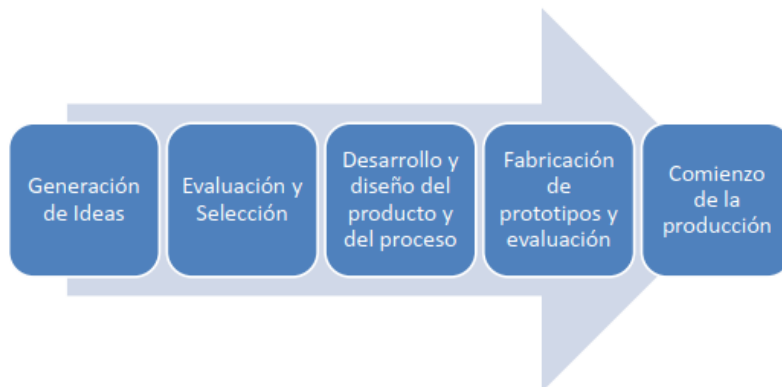 Generación
de Ideas
Evaluación y
Selección
Desarrollo y
diseño del
producto y
del proceso
Fabricación
de
prototipos y
evaluación
Comienzo
de la
producción